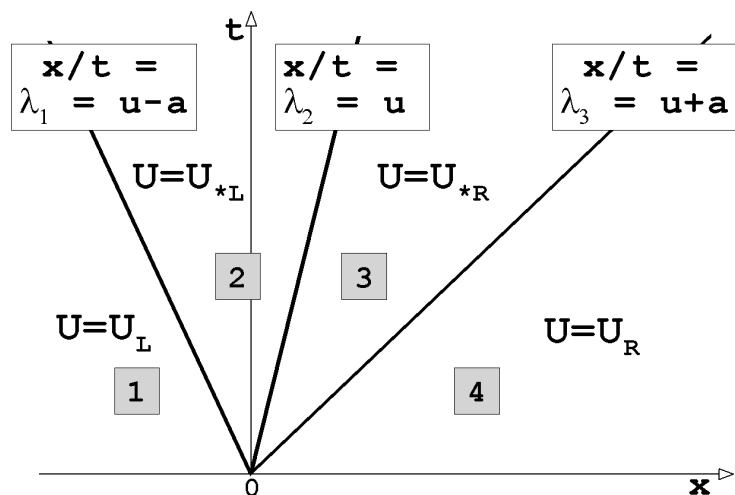 t
x/t =
λ₁ = u-a
x/t =
λ₂ = u
x/t =
λ₃ = u+a
U=U*L
U=U*R
2
3
U=UL
U=UR
1
4
0
x